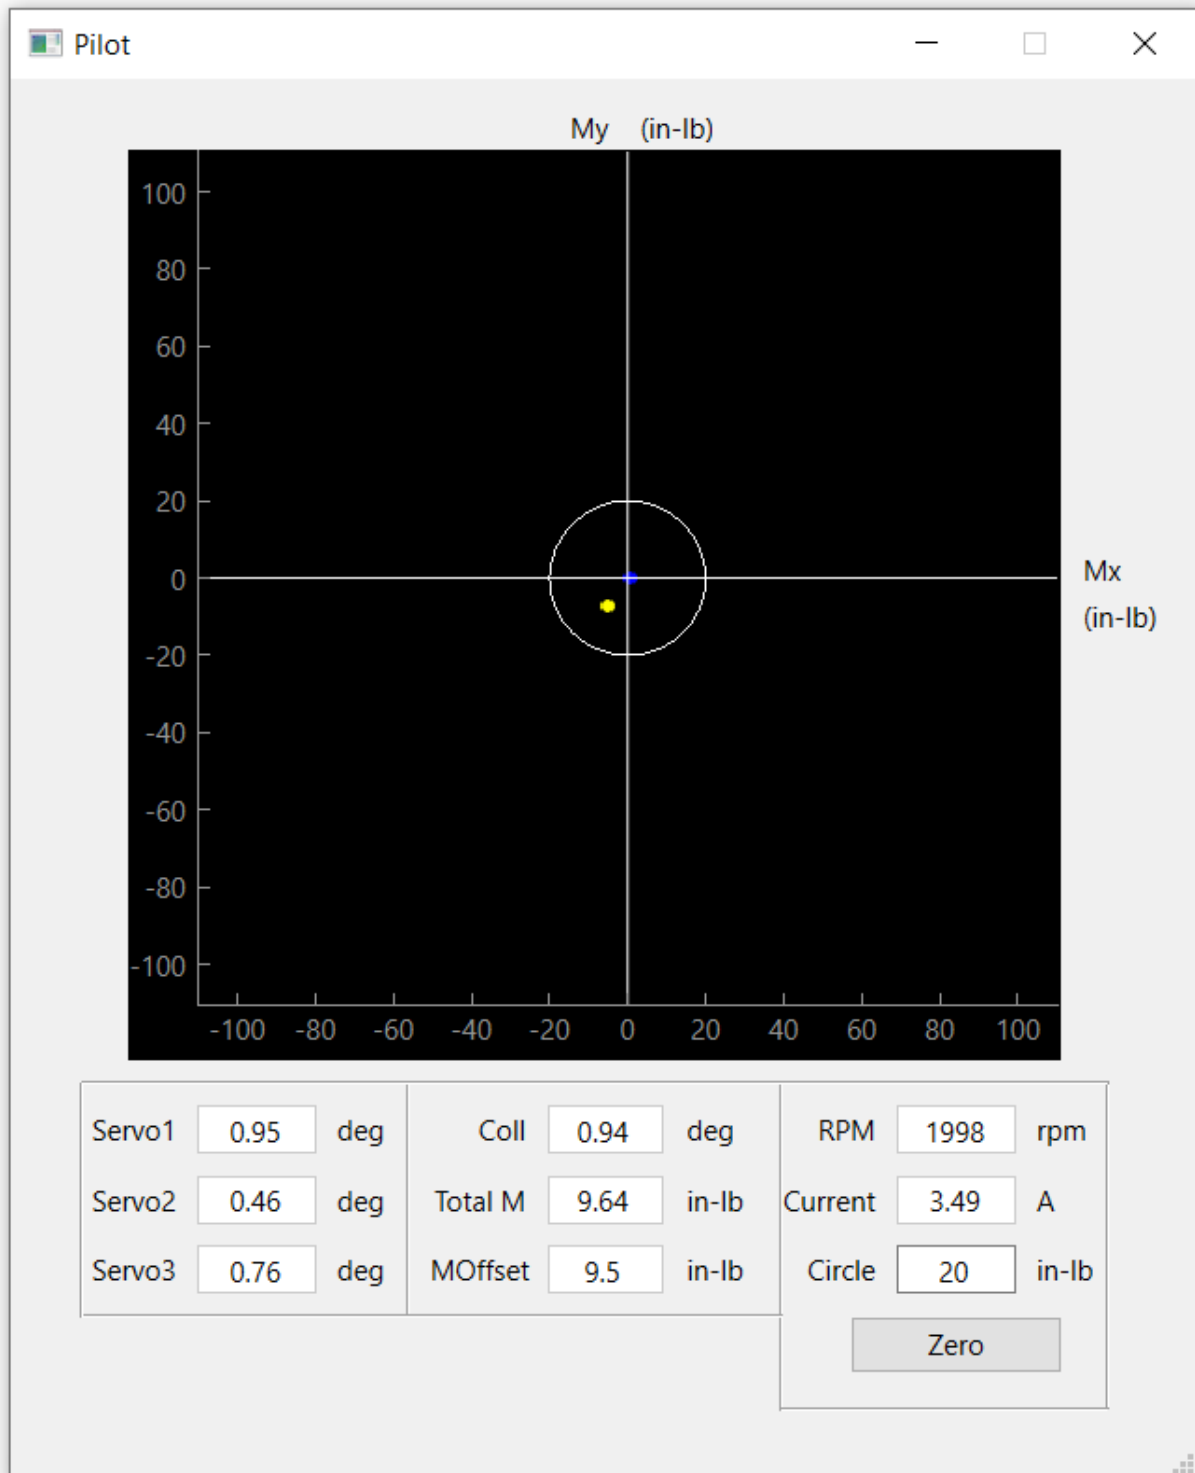 Pilot
My (in-lb)
100
80
60
40
20
0
-20
-40
-60
-80
-100
Mx
(in-lb)
-100 -80 -60 -40 -20 0 20 40 60 80 100
Servo1 0.95 deg Coll 0.94 deg RPM 1998 rpm
Servo2 0.46 deg Total M 9.64 in-lb Current 3.49 A
Servo3 0.76 deg MOffset 9.5 in-lb Circle 20 in-lb
Zero